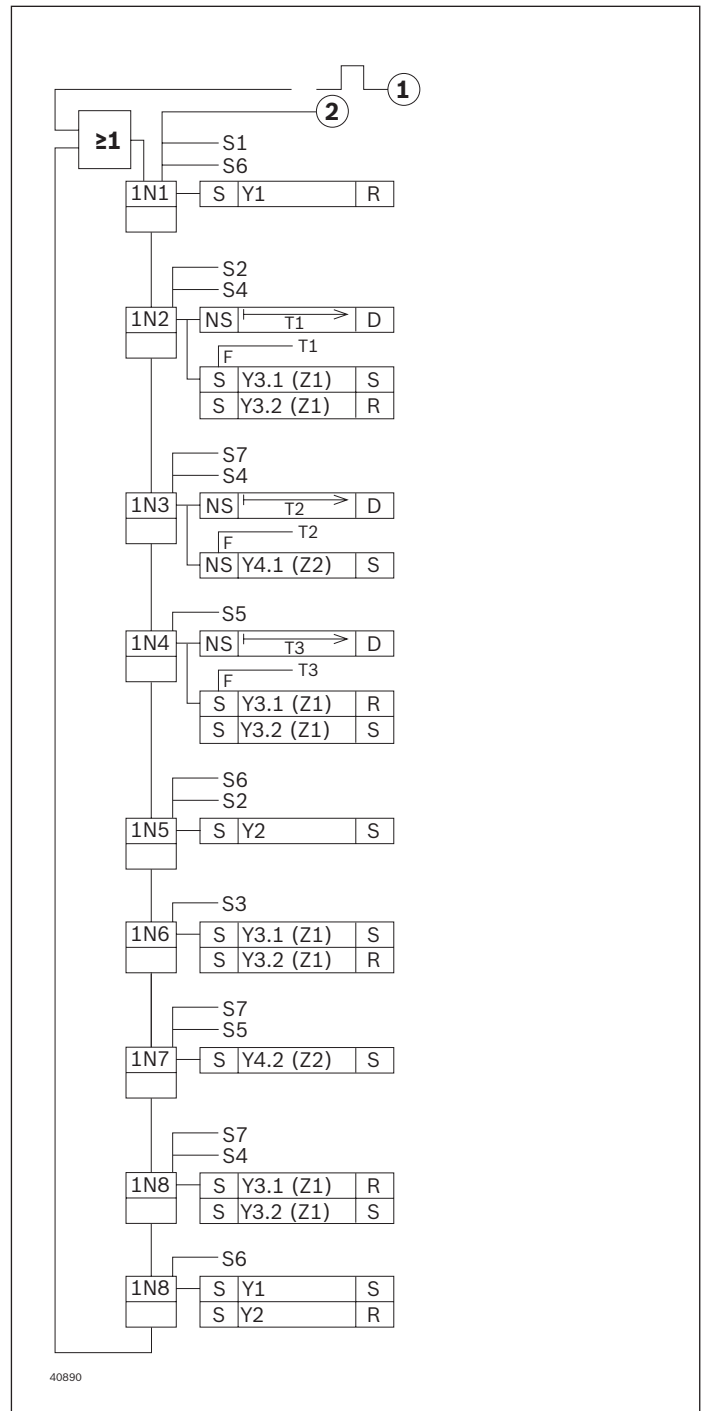 1
2
≥1
S1
S6
1N1 S Y1 R
S2
S4
1N2 NS T1 D
T1
F
S Y3.1 (Z1) S
S Y3.2 (Z1) R
S7
S4
1N3 NS T2 D
T2
F
NS Y4.1 (Z2) S
S5
1N4 NS T3 D
T3
F
S Y3.1 (Z1) R
S Y3.2 (Z1) S
S6
S2
1N5 S Y2 S
S3
1N6 S Y3.1 (Z1) S
S Y3.2 (Z1) R
S7
S5
1N7 S Y4.2 (Z2) S
S7
S4
1N8 S Y3.1 (Z1) R
S Y3.2 (Z1) S
S6
1N8 S Y1 S
S Y2 R
40890